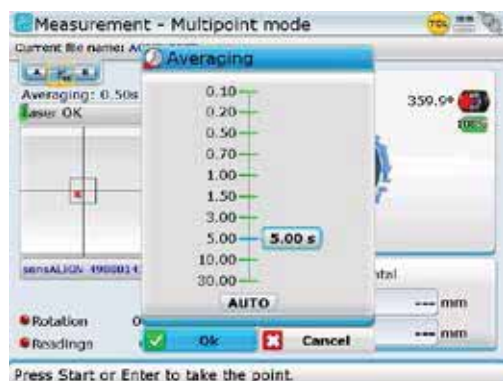 Measurement - Multipoint mode
TCL
Current file name:
Averaging
Averaging: 0.50s
Laser OK
359.9°
0.10
0.20
0.50
0.70
1.00
1.50
3.00
5.00
5.00 s
10.00
30.00
AUTO
sensALIGN
Rotation
Readings
Ok
Cancel
--- mm
--- mm
Press Start or Enter to take the point.